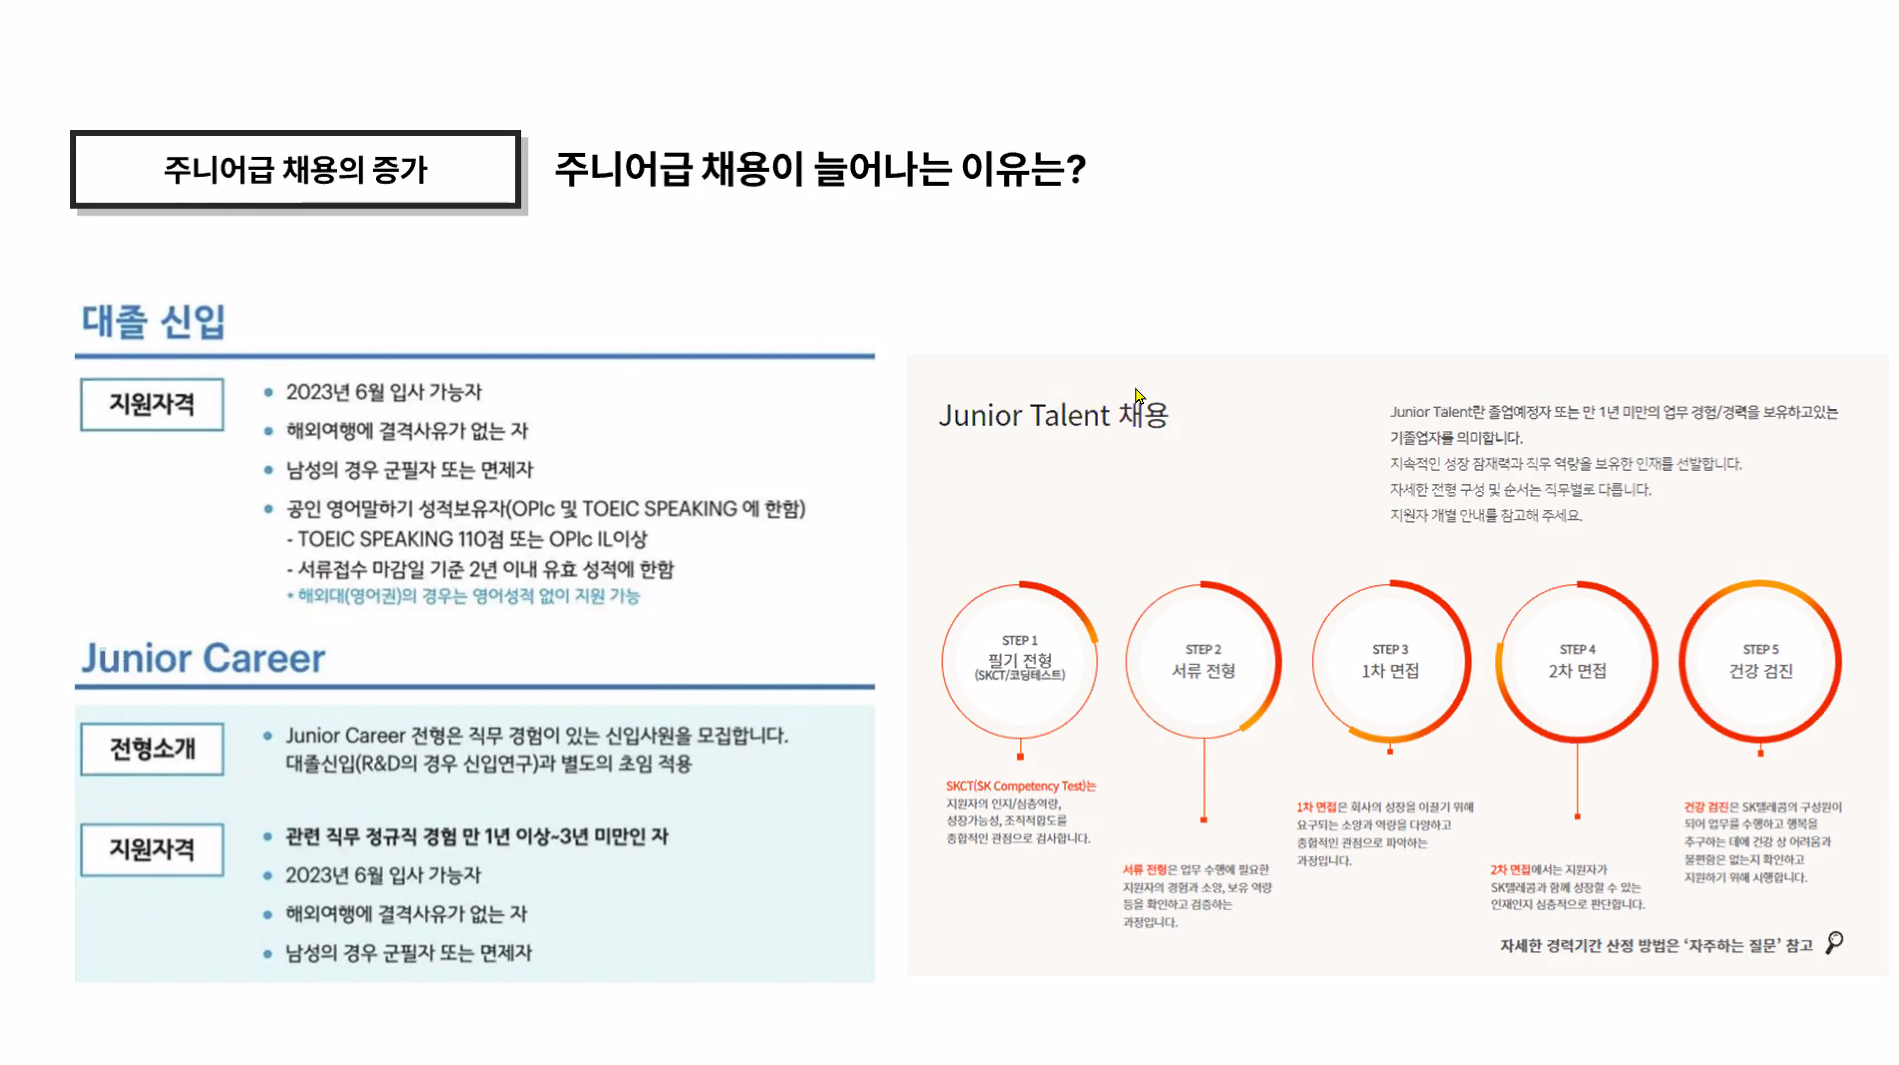 주니어급 채용의 증가
주니어급 채용이 늘어나는 이유는?
대졸 신입
지원자격
• 2023년 6월 입사 가능자
• 해외여행에 결격사유가 없는 자
• 남성의 경우 군필자 또는 면제자
• 공인 영어말하기 성적보유자(OPIc 및 TOEIC SPEAKING 에 한함)
- TOEIC SPEAKING 110점 또는 OPIc IL이상
- 서류접수 마감일 기준 2년 이내 유효 성적에 한함
* 해외대(영어권)의 경우는 영어성적 없이 지원 가능
Junior Career
전형소개
• Junior Career 전형은 직무 경험이 있는 신입사원을 모집합니다.
대졸신입(R&D의 경우 신입연구)과 별도의 초임 적용
지원자격
• 관련 직무 정규직 경험 만 1년 이상~3년 미만인 자
• 2023년 6월 입사 가능자
• 해외여행에 결격사유가 없는 자
• 남성의 경우 군필자 또는 면제자
Junior Talent 채용
Junior Talent란 졸업예정자 또는 만 1년 미만의 업무 경험/경력을 보유하고있는
기졸업자를 의미합니다.
지속적인 성장 잠재력과 직무 역량을 보유한 인재를 선발합니다.
자세한 전형 구성 및 순서는 직무별로 다릅니다.
지원자 개별 안내를 참고해 주세요.
STEP 1
필기 전형
(SKCT/코딩테스트)
SKCT(SK Competency Test)는
지원자의 인지/심층역량,
성장가능성, 조직적합도를
종합적인 관점으로 검사합니다.
STEP 2
서류 전형
서류 전형은 업무 수행에 필요한
지원자의 경험과 소양, 보유 역량
등을 확인하고 검증하는
과정입니다.
STEP 3
1차 면접
1차 면접은 회사의 성장을 이끌기 위해
요구되는 소양과 역량을 다양하고
종합적인 관점으로 파악하는
과정입니다.
STEP 4
2차 면접
2차 면접에서는 지원자가
SK텔레콤과 함께 성장할 수 있는
인재인지 심층적으로 판단합니다.
STEP 5
건강 검진
건강 검진은 SK텔레콤의 구성원이
되어 업무를 수행하고 행복을
추구하는 데에 건강 상 어려움과
불편함은 없는지 확인하고
지원하기 위해 시행합니다.
자세한 경력기간 산정 방법은 ‘자주하는 질문’ 참고